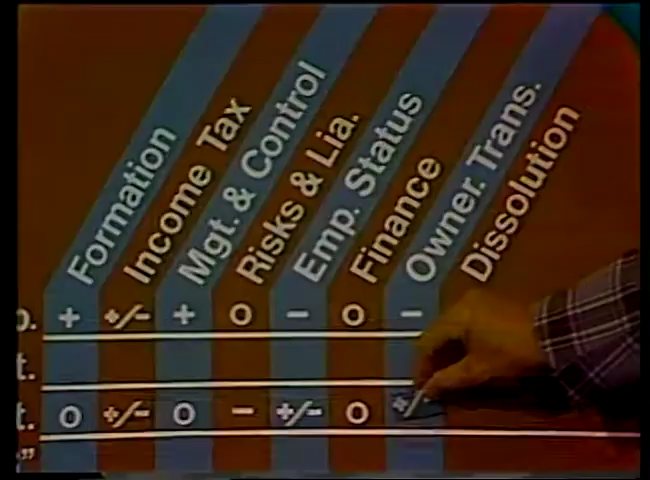 Formation
Income Tax
Mgt. & Control
Risks & Lia.
Emp. Status
Finance
Owner. Trans.
Dissolution
+ +/− + o − o −
t.
t. o +/− o − +/− o +/
"